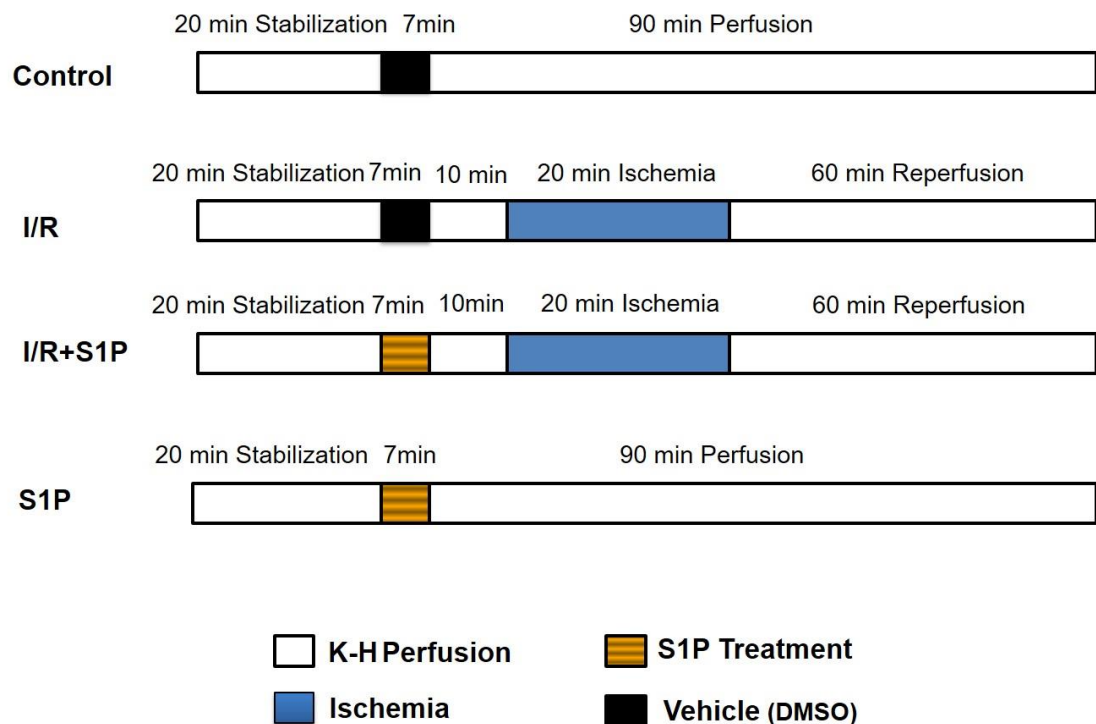 20 min Stabilization 7min 90 min Perfusion
Control
20 min Stabilization 7min 10 min 20 min Ischemia 60 min Reperfusion
I/R
20 min Stabilization 7min 10min 20 min Ischemia 60 min Reperfusion
I/R+S1P
20 min Stabilization 7min 90 min Perfusion
S1P
K-H Perfusion S1P Treatment
Ischemia Vehicle (DMSO)